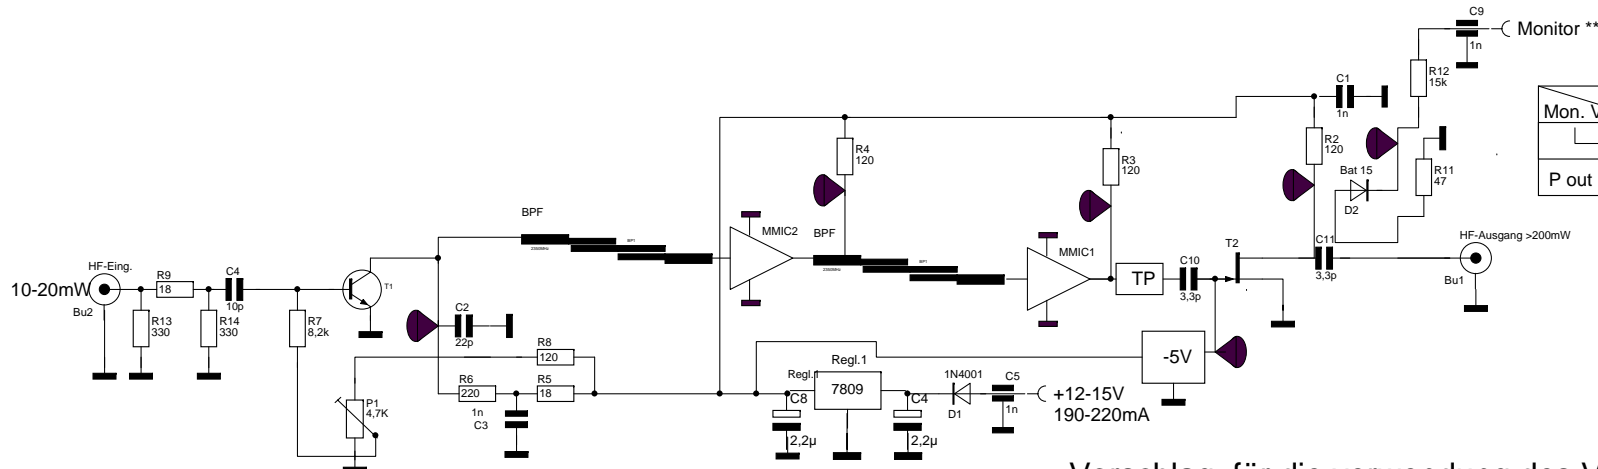 C9
Monitor **
1n
R12
15k
C1
1n
Mon. V
P out
R4
120
R3
120
R2
120
Bat 15
D2
R11
47
BPF
MMIC2
BPF
MMIC1
T2
C11
3,3p
HF-Ausgang >200mW
Bu1
HF-Eing.
10-20mW
Bu2
R9
18
C4
10p
T1
TP
C10
3,3p
R13
330
R14
330
R7
8,2k
C2
22p
R8
120
-5V
R6
220
R5
18
Regl.1
Regl.1
7809
1N4001
D1
C5
1n
+12-15V
190-220mA
P1
4,7K
1n
C3
C8
2,2µ
C4
2,2µ